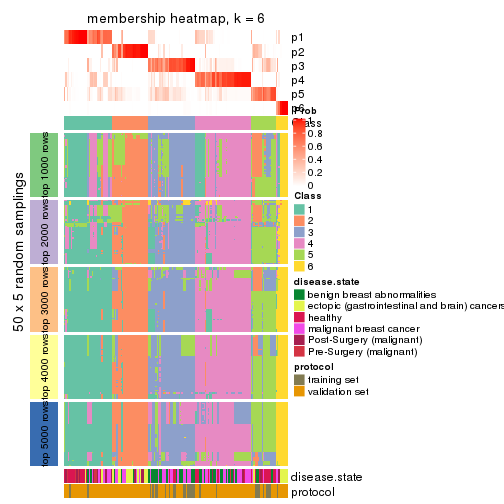 membership heatmap, k = 6
p1
p2
p3
p4
p5
p6
Class
Prob
0.8
0.6
0.4
0.2
0
Class
1
2
3
4
5
6
disease.state
benign breast abnormalities
ectopic (gastrointestinal and brain) cancers
healthy
malignant breast cancer
Post-Surgery (malignant)
Pre-Surgery (malignant)
protocol
training set
validation set
50 x 5 random samplings
top 1000 rows
top 2000 rows
top 3000 rows
top 4000 rows
top 5000 rows
disease.state
protocol